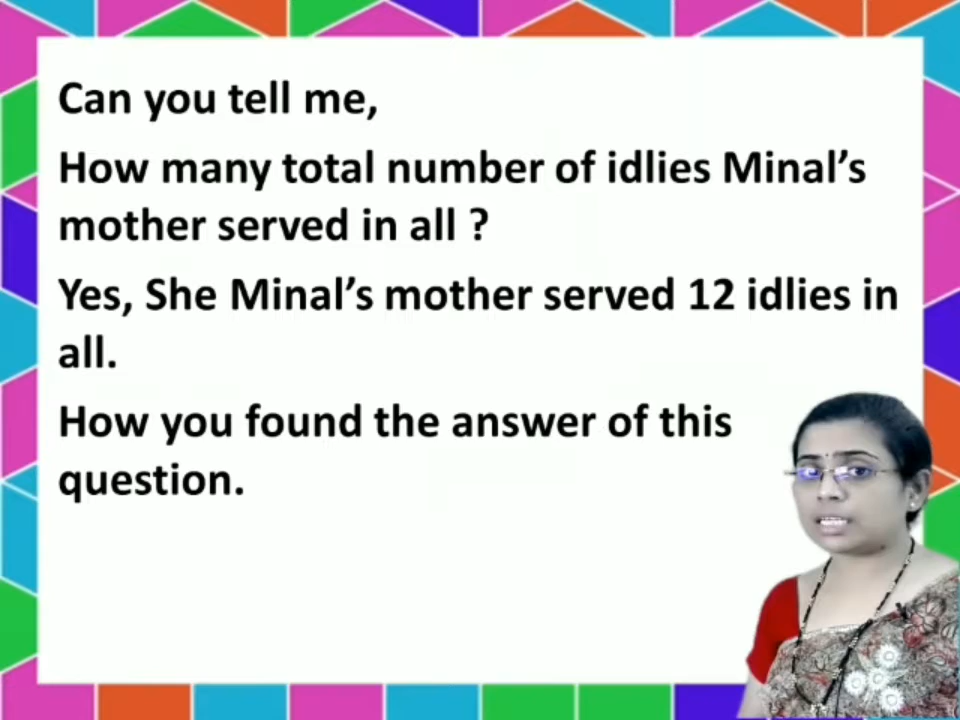 Can you tell me,
How many total number of idlies Minal's
mother served in all ?
Yes, She Minal's mother served 12 idlies in
all.
How you found the answer of this
question.